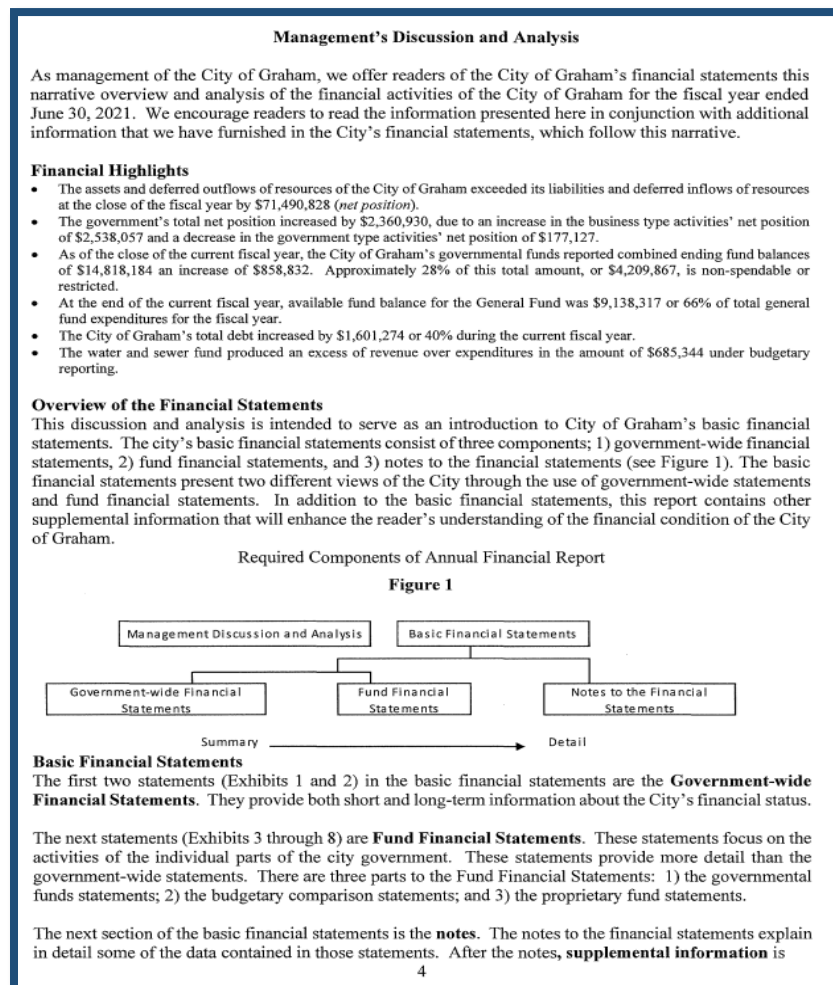 Management's Discussion and Analysis
As management of the City of Graham, we offer readers of the City of Graham's financial statements this
narrative overview and analysis of the financial activities of the City of Graham for the fiscal year ended
June 30, 2021. We encourage readers to read the information presented here in conjunction with additional
information that we have furnished in the City's financial statements, which follow this narrative.
Financial Highlights
• The assets and deferred outflows of resources of the City of Graham exceeded its liabilities and deferred inflows of resources
at the close of the fiscal year by $71,490,828 (net position).
• The government's total net position increased by $2,360,930, due to an increase in the business type activities' net position
of $2,538,057 and a decrease in the government type activities' net position of $177,127.
• As of the close of the current fiscal year, the City of Graham's governmental funds reported combined ending fund balances
of $14,818,184 an increase of $858,832. Approximately 28% of this total amount, or $4,209,867, is non-spendable or
restricted.
• At the end of the current fiscal year, available fund balance for the General Fund was $9,138,317 or 66% of total general
fund expenditures for the fiscal year.
• The City of Graham's total debt increased by $1,601,274 or 40% during the current fiscal year.
• The water and sewer fund produced an excess of revenue over expenditures in the amount of $685,344 under budgetary
reporting.
Overview of the Financial Statements
This discussion and analysis is intended to serve as an introduction to City of Graham's basic financial
statements. The city's basic financial statements consist of three components; 1) government-wide financial
statements, 2) fund financial statements, and 3) notes to the financial statements (see Figure 1). The basic
financial statements present two different views of the City through the use of government-wide statements
and fund financial statements. In addition to the basic financial statements, this report contains other
supplemental information that will enhance the reader's understanding of the financial condition of the City
of Graham.
Required Components of Annual Financial Report
Figure 1
Management Discussion and Analysis
Basic Financial Statements
Government-wide Financial
Statements
Fund Financial
Statements
Notes to the Financial
Statements
Summary
Detail
Basic Financial Statements
The first two statements (Exhibits 1 and 2) in the basic financial statements are the Government-wide
Financial Statements. They provide both short and long-term information about the City's financial status.
The next statements (Exhibits 3 through 8) are Fund Financial Statements. These statements focus on the
activities of the individual parts of the city government. These statements provide more detail than the
government-wide statements. There are three parts to the Fund Financial Statements: 1) the governmental
funds statements; 2) the budgetary comparison statements; and 3) the proprietary fund statements.
The next section of the basic financial statements is the notes. The notes to the financial statements explain
in detail some of the data contained in those statements. After the notes, supplemental information is
4